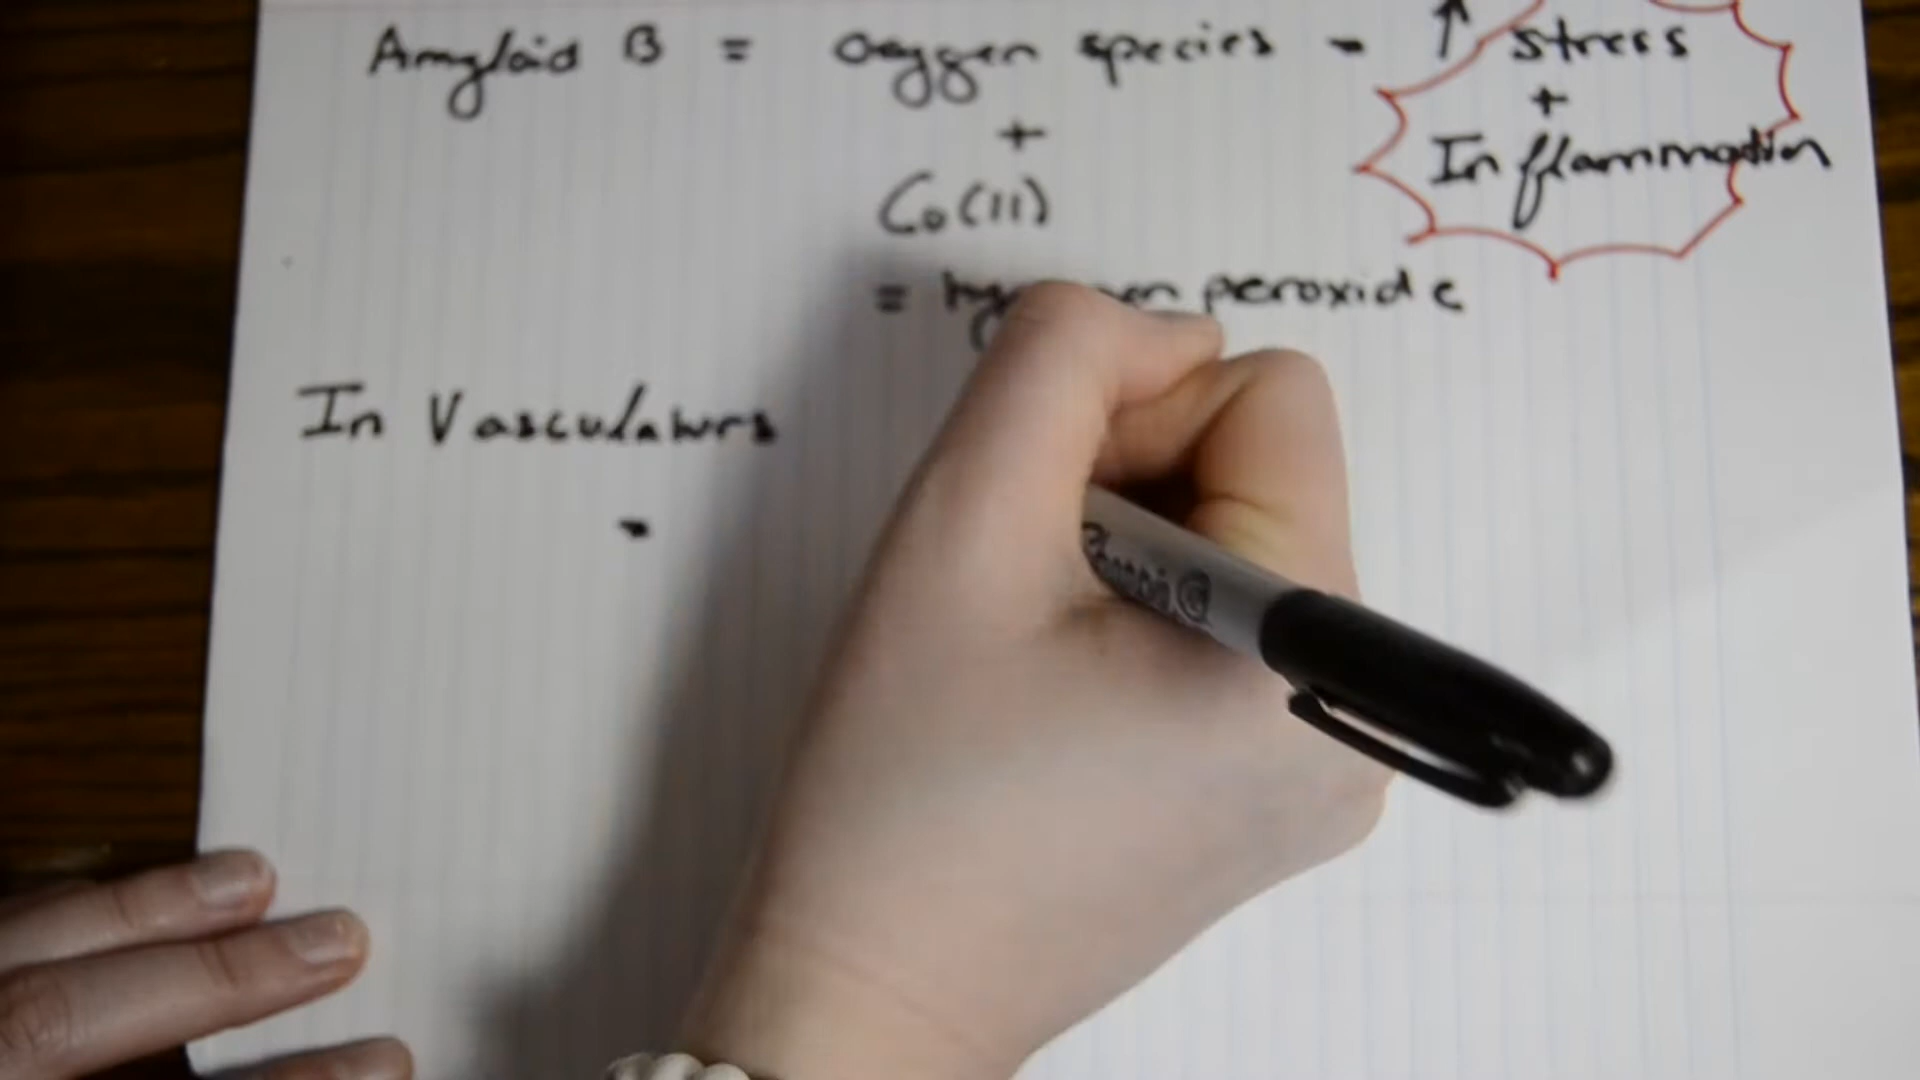 Amyloid B = Oxygen species - ↑ stress
+
+
Inflammation
Co(II)
= peroxide
In Vasculature
-